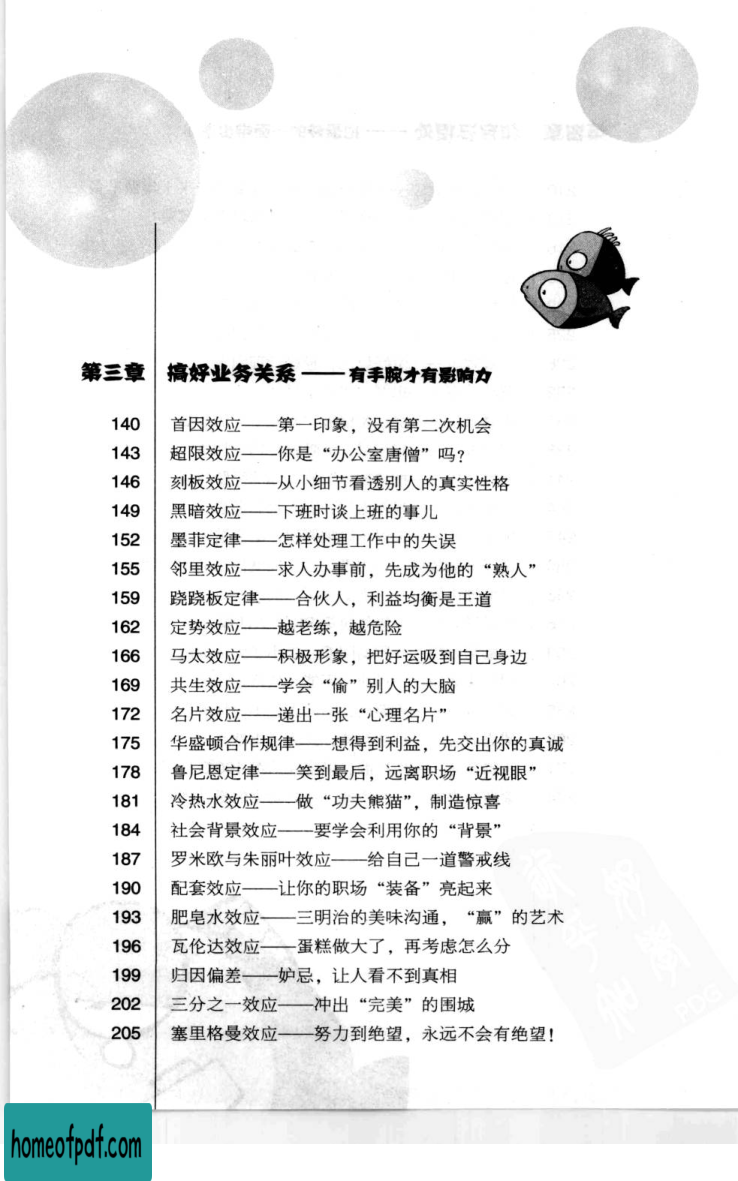 第三章 搞好业务关系——有手腕才有影响力
140 首因效应——第一印象，没有第二次机会
143 超限效应——你是“办公室唐僧”吗？
146 刻板效应——从小细节看透别人的真实性格
149 黑暗效应——下班时谈上班的事儿
152 墨菲定律——怎样处理工作中的失误
155 邻里效应——求人办事前，先成为他的“熟人”
159 跷跷板定律——合伙人，利益均衡是王道
162 定势效应——越老练，越危险
166 马太效应——积极形象，把好运吸到自己身边
169 共生效应——学会“偷”别人的大脑
172 名片效应——递出一张“心理名片”
175 华盛顿合作规律——想得到利益，先交出你的真诚
178 鲁尼恩定律——笑到最后，远离职场“近视眼”
181 冷热水效应——做“功夫熊猫”，制造惊喜
184 社会背景效应——要学会利用你的“背景”
187 罗米欧与朱丽叶效应——给自己一道警戒线
190 配套效应——让你的职场“装备”亮起来
193 肥皂水效应——三明治的美味沟通，“赢”的艺术
196 瓦伦达效应——蛋糕做大了，再考虑怎么分
199 归因偏差——妒忌，让人看不到真相
202 三分之一效应——冲出“完美”的围城
205 塞里格曼效应——努力到绝望，永远不会有绝望！
homeofpdf.com